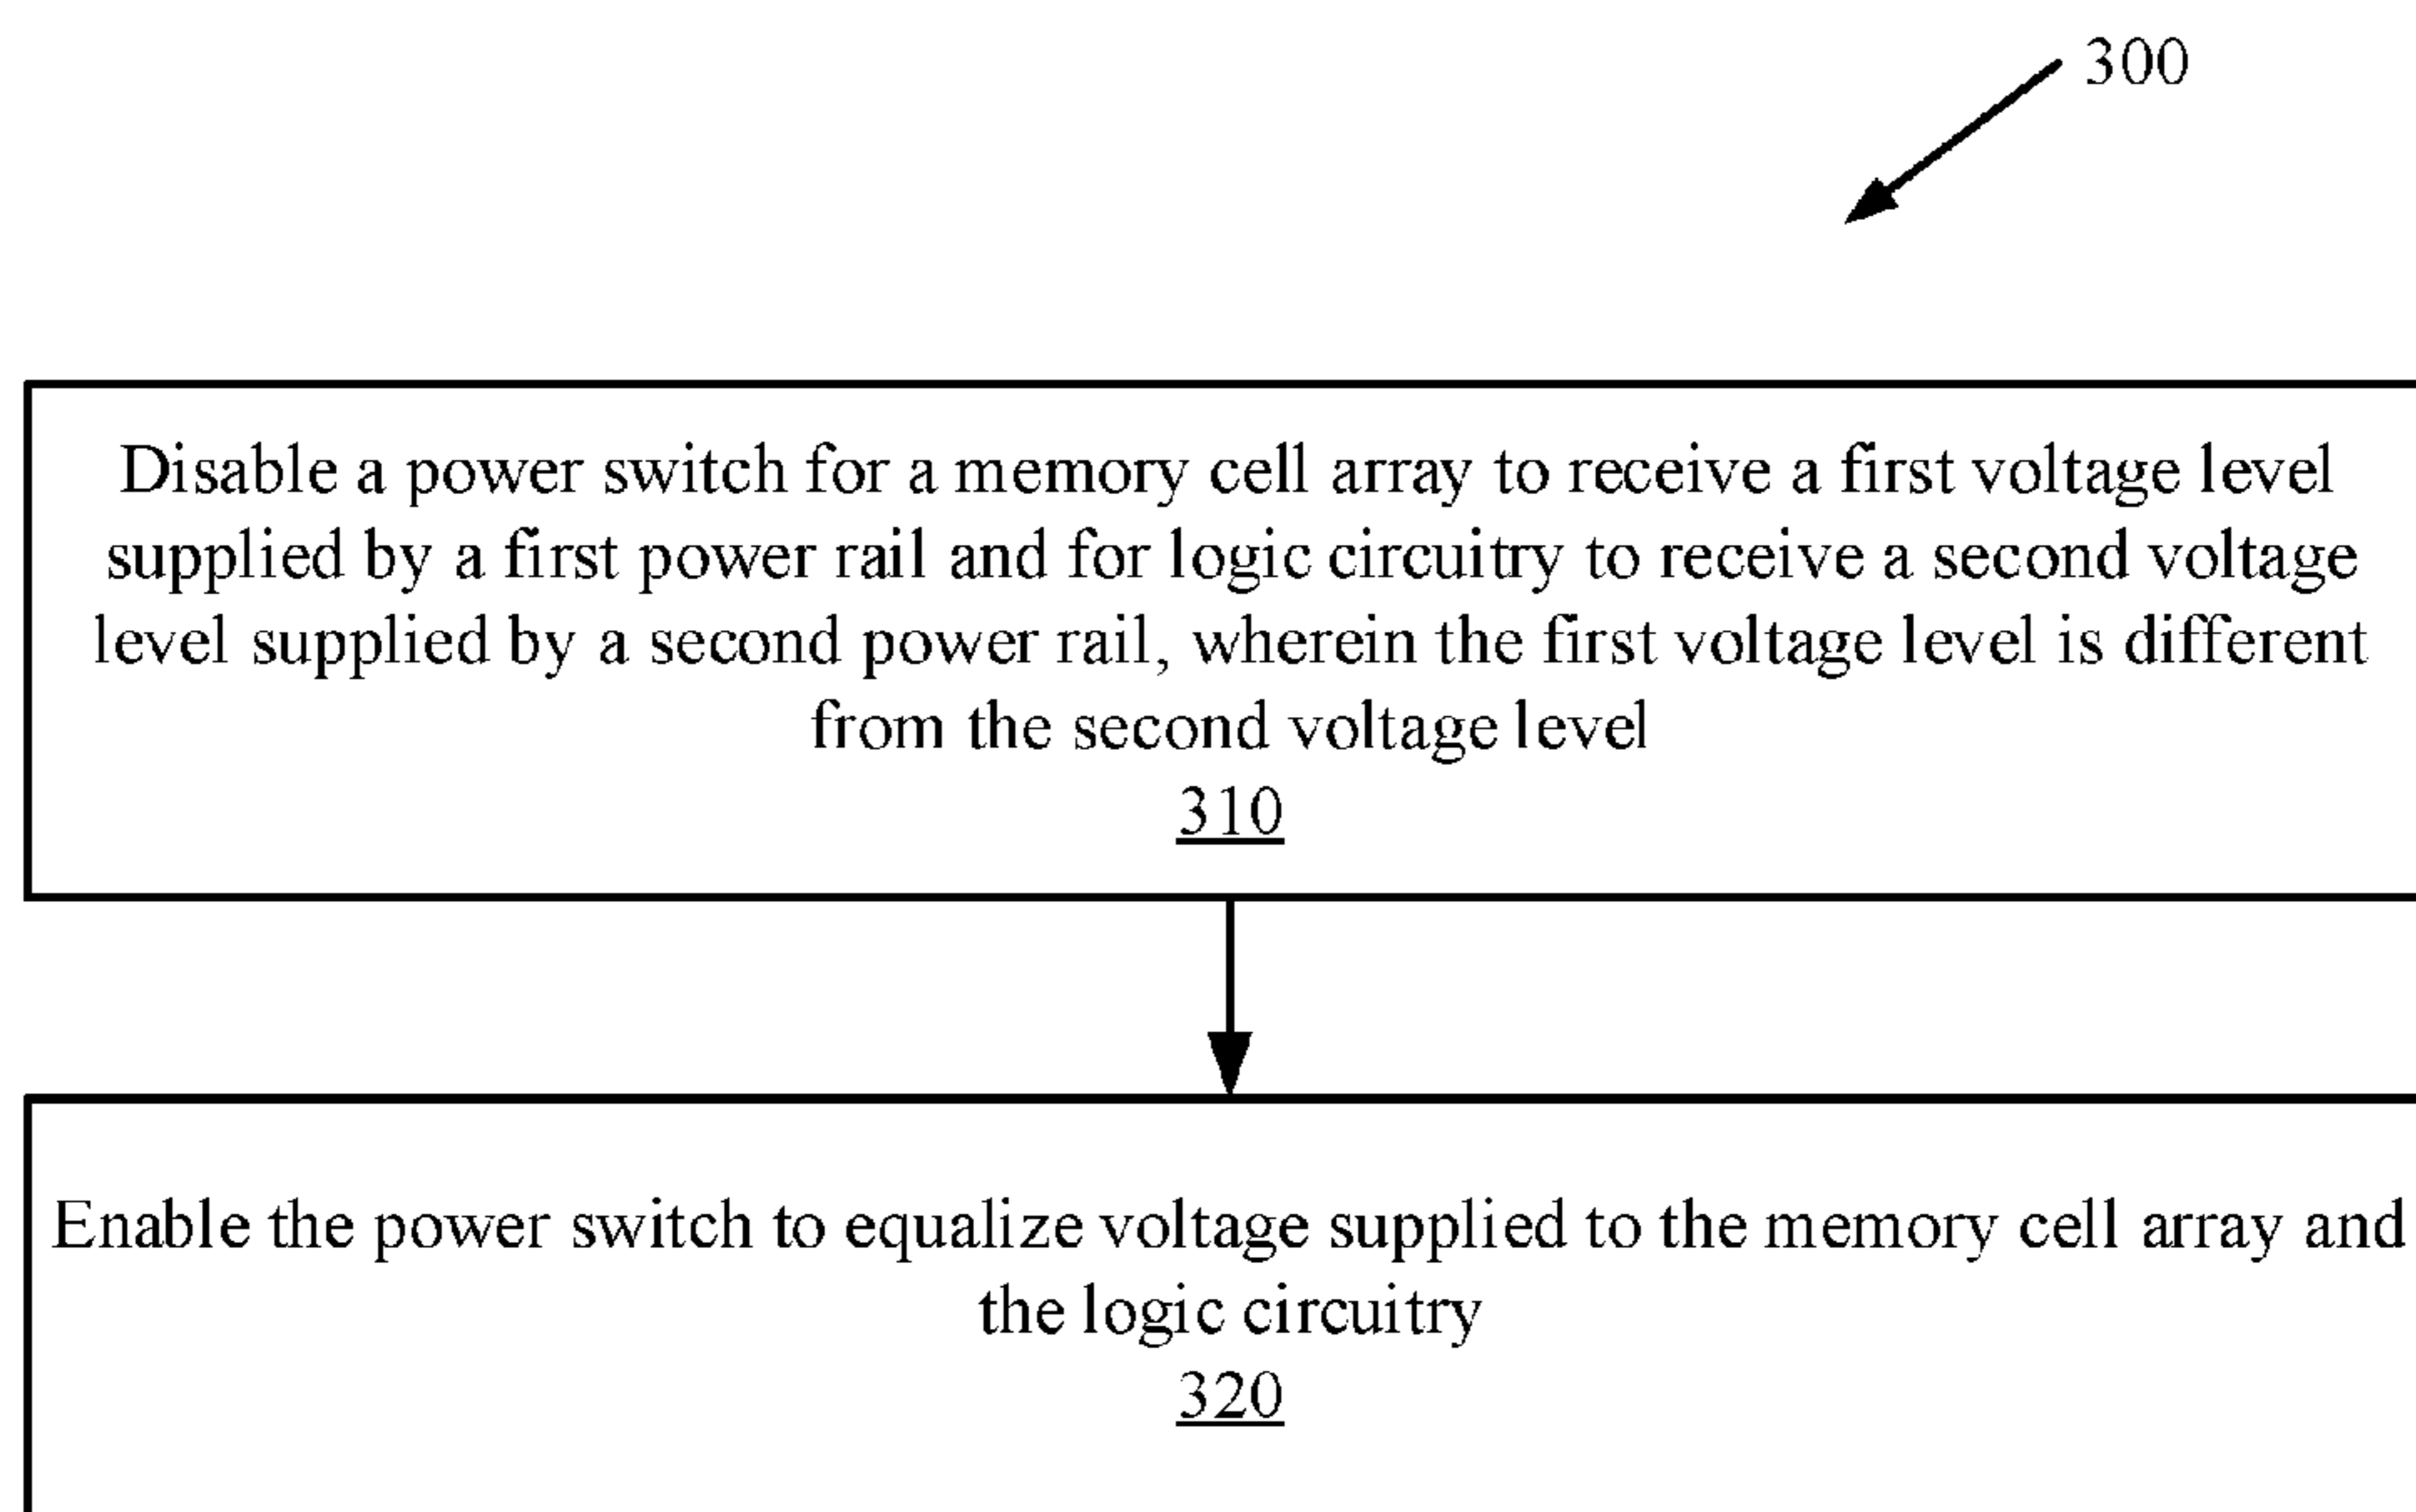 300
Disable a power switch for a memory cell array to receive a first voltage level
supplied by a first power rail and for logic circuitry to receive a second voltage
level supplied by a second power rail, wherein the first voltage level is different
from the second voltage level
310
Enable the power switch to equalize voltage supplied to the memory cell array and
the logic circuitry
320